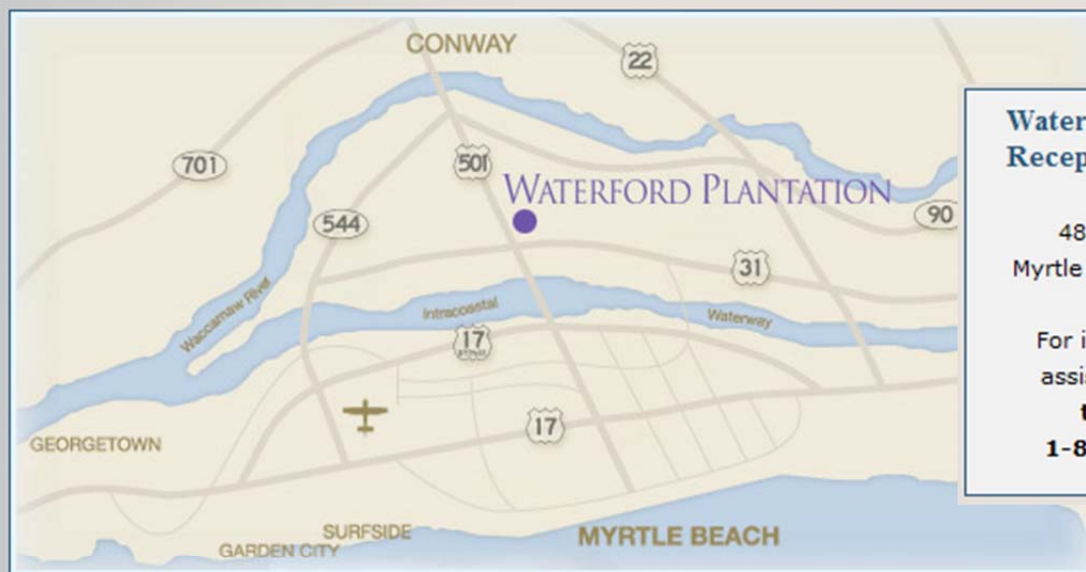 CONWAY
22
701
501
WATERFORD PLANTATION
544
90
31
Waccamaw River
Intracoastal
Waterway
17
17
GEORGETOWN
SURFSIDE
GARDEN CITY
MYRTLE BEACH
Water
Recep
48
Myrtle
For i
assi
t
1-8